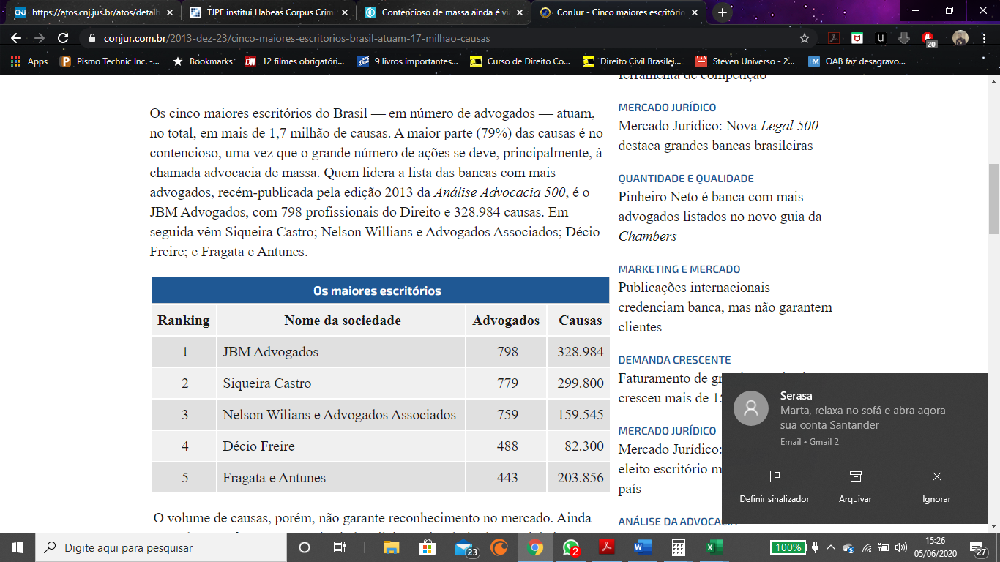 https://atos.cnj.jus.br/atos/detalh
TJPE institui Habeas Corpus Crim
Contencioso de massa ainda é vi
ConJur - Cinco maiores escritório
conjur.com.br/2013-dez-23/cinco-maiores-escritorios-brasil-atuam-17-milhao-causas
20
Apps
Pismo Technic Inc. -...
Bookmarks
12 filmes obrigatóri...
9 livros importantes...
Curso de Direito Co...
Direito Civil Brasilej...
Steven Universo - 2...
OAB faz desagravo...
ferramenta de competição
Os cinco maiores escritórios do Brasil — em número de advogados — atuam,
no total, em mais de 1,7 milhão de causas. A maior parte (79%) das causas é no
contencioso, uma vez que o grande número de ações se deve, principalmente, à
chamada advocacia de massa. Quem lidera a lista das bancas com mais
advogados, recém-publicada pela edição 2013 da Análise Advocacia 500, é o
JBM Advogados, com 798 profissionais do Direito e 328.984 causas. Em
seguida vêm Siqueira Castro; Nelson Willians e Advogados Associados; Décio
Freire; e Fragata e Antunes.
Os maiores escritórios
Ranking Nome da sociedade Advogados Causas
1 JBM Advogados 798 328.984
2 Siqueira Castro 779 299.800
3 Nelson Wilians e Advogados Associados 759 159.545
4 Décio Freire 488 82.300
5 Fragata e Antunes 443 203.856
O volume de causas, porém, não garante reconhecimento no mercado. Ainda
MERCADO JURÍDICO
Mercado Jurídico: Nova Legal 500
destaca grandes bancas brasileiras
QUANTIDADE E QUALIDADE
Pinheiro Neto é banca com mais
advogados listados no novo guia da
Chambers
MARKETING E MERCADO
Publicações internacionais
credenciam banca, mas não garantem
clientes
DEMANDA CRESCENTE
Faturamento de
cresceu mais de
MERCADO JURÍDICO
Mercado Jurídico:
eleito escritório
país
ANÁLISE DA ADVOCACIA
Serasa
Marta, relaxa no sofá e abra agora
sua conta Santander
Email • Gmail 2
Definir sinalizador
Arquivar
Ignorar
Digite aqui para pesquisar
23
2
100%
15:26
05/06/2020
27